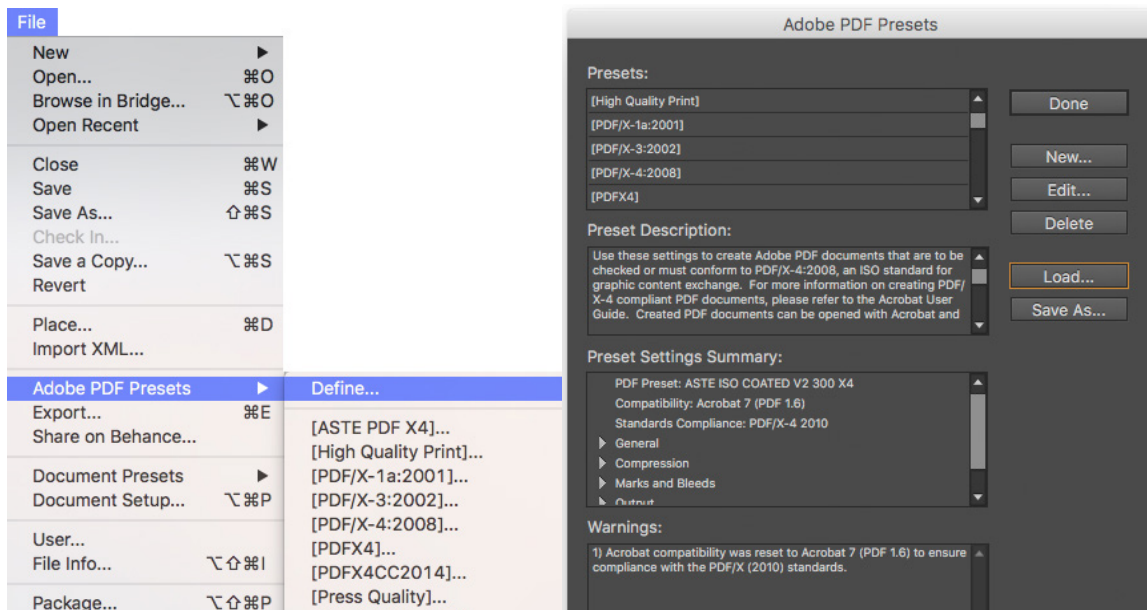 File
New ▶
Open... ⌘O
Browse in Bridge... ⌥⌘O
Open Recent ▶
Close ⌘W
Save ⌘S
Save As... ⇧⌘S
Check In...
Save a Copy... ⌥⌘S
Revert
Place... ⌘D
Import XML...
Adobe PDF Presets ▶
Export... ⌘E
Share on Behance...
Document Presets ▶
Document Setup... ⌥⌘P
User...
File Info... ⌥⇧⌘I
Package... ⌥⇧⌘P
Define...
[ASTE PDF X4]...
[High Quality Print]...
[PDF/X-1a:2001]...
[PDF/X-3:2002]...
[PDF/X-4:2008]...
[PDFX4]...
[PDFX4CC2014]...
[Press Quality]...
Adobe PDF Presets
Presets:
[High Quality Print]
[PDF/X-1a:2001]
[PDF/X-3:2002]
[PDF/X-4:2008]
[PDFX4]
Done
New...
Edit...
Delete
Load...
Save As...
Preset Description:
Use these settings to create Adobe PDF documents that are to be
checked or must conform to PDF/X-4:2008, an ISO standard for
graphic content exchange. For more information on creating PDF/
X-4 compliant PDF documents, please refer to the Acrobat User
Guide. Created PDF documents can be opened with Acrobat and
Preset Settings Summary:
PDF Preset: ASTE ISO COATED V2 300 X4
Compatibility: Acrobat 7 (PDF 1.6)
Standards Compliance: PDF/X-4 2010
▶ General
▶ Compression
▶ Marks and Bleeds
▶ Output
Warnings:
1) Acrobat compatibility was reset to Acrobat 7 (PDF 1.6) to ensure
compliance with the PDF/X (2010) standards.